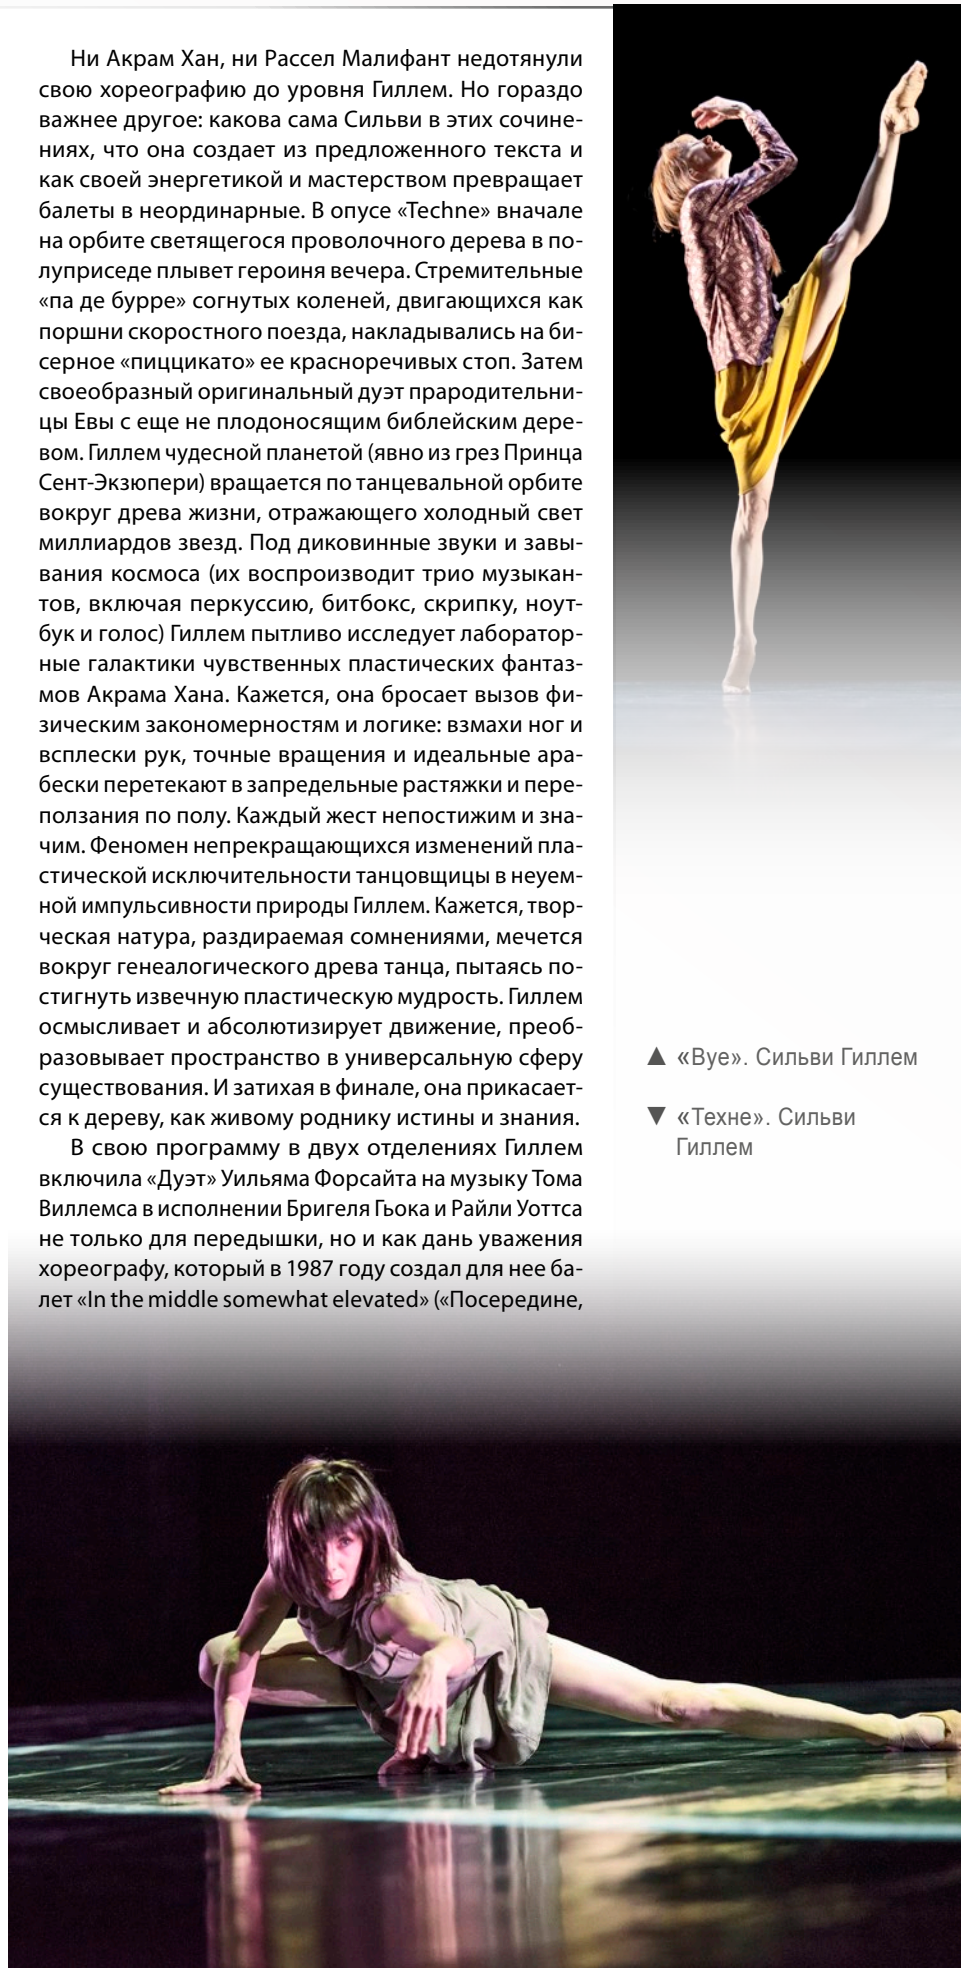 Ни Акрам Хан, ни Рассел Малифант недотянули
свою хореографию до уровня Гиллем. Но гораздо
важнее другое: какова сама Сильви в этих сочине-
ниях, что она создает из предложенного текста и
как своей энергетикой и мастерством превращает
балеты в неординарные. В опусе «Techne» вначале
на орбите светящегося проволочного дерева в по-
луприседе плывет героиня вечера. Стремительные
«па де бурре» согнутых коленей, двигающихся как
поршни скоростного поезда, накладывались на би-
серное «пиццикато» ее красноречивых стоп. Затем
своеобразный оригинальный дуэт прародительни-
цы Евы с еще не плодоносящим библейским дере-
вом. Гиллем чудесной планетой (явно из грез Принца
Сент-Экзюпери) вращается по танцевальной орбите
вокруг древа жизни, отражающего холодный свет
миллиардов звезд. Под диковинные звуки и завы-
вания космоса (их воспроизводит трио музыкан-
тов, включая перкуссию, битбокс, скрипку, ноут-
бук и голос) Гиллем пытливо исследует лаборатор-
ные галактики чувственных пластических фантаз-
мов Акрама Хана. Кажется, она бросает вызов фи-
зическим закономерностям и логике: взмахи ног и
всплески рук, точные вращения и идеальные ара-
бески перетекают в запредельные растяжки и пере-
ползания по полу. Каждый жест непостижим и зна-
чим. Феномен непрекращающихся изменений пла-
стической исключительности танцовщицы в неуем-
ной импульсивности природы Гиллем. Кажется, твор-
ческая натура, раздираемая сомнениями, мечется
вокруг генеалогического древа танца, пытаясь по-
стигнуть извечную пластическую мудрость. Гиллем
осмысливает и абсолютизирует движение, преоб-
разовывает пространство в универсальную сферу
существования. И затихая в финале, она прикасает-
ся к дереву, как живому роднику истины и знания.
В свою программу в двух отделениях Гиллем
включила «Дуэт» Уильяма Форсайта на музыку Тома
Виллемса в исполнении Бригеля Гьока и Райли Уоттса
не только для передышки, но и как дань уважения
хореографу, который в 1987 году создал для нее ба-
лет «In the middle somewhat elevated» («Посередине,
▲ «Bye». Сильви Гиллем
▼ «Техне». Сильви
Гиллем